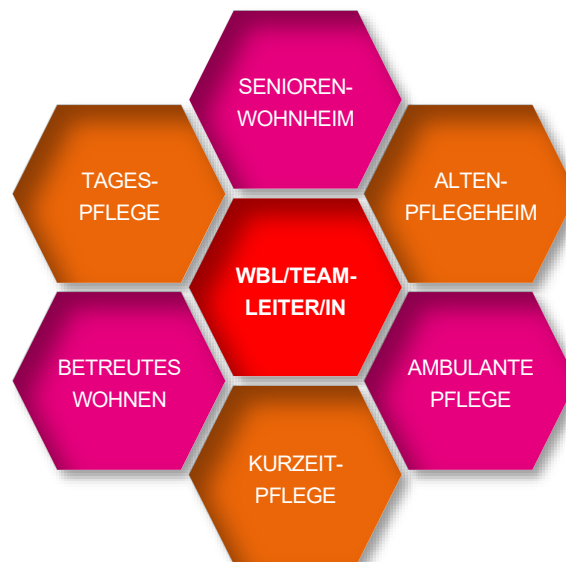 SENIOREN-
WOHNHEIM
TAGES-
PFLEGE
ALTEN-
PFLEGEHEIM
WBL/TEAM-
LEITER/IN
BETREUTES
WOHNEN
AMBULANTE
PFLEGE
KURZEIT-
PFLEGE